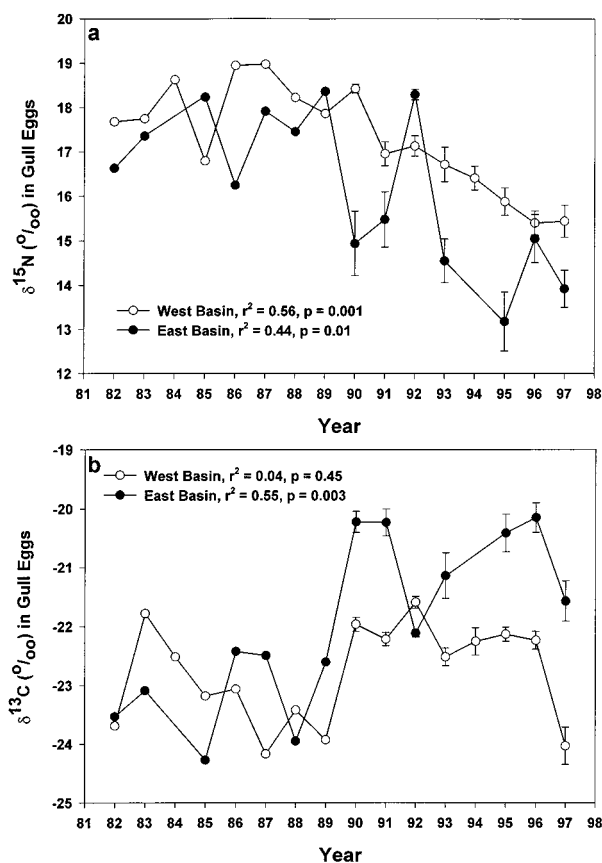 a
20
19
18
17
16
15
14
13
12
δ¹⁵N (⁰/₀₀) in Gull Eggs
West Basin, r² = 0.56, p = 0.001
East Basin, r² = 0.44, p = 0.01
81 82 83 84 85 86 87 88 89 90 91 92 93 94 95 96 97 98
Year
b
-19
-20
-21
-22
-23
-24
-25
δ¹³C (⁰/₀₀) in Gull Eggs
West Basin, r² = 0.04, p = 0.45
East Basin, r² = 0.55, p = 0.003
81 82 83 84 85 86 87 88 89 90 91 92 93 94 95 96 97 98
Year